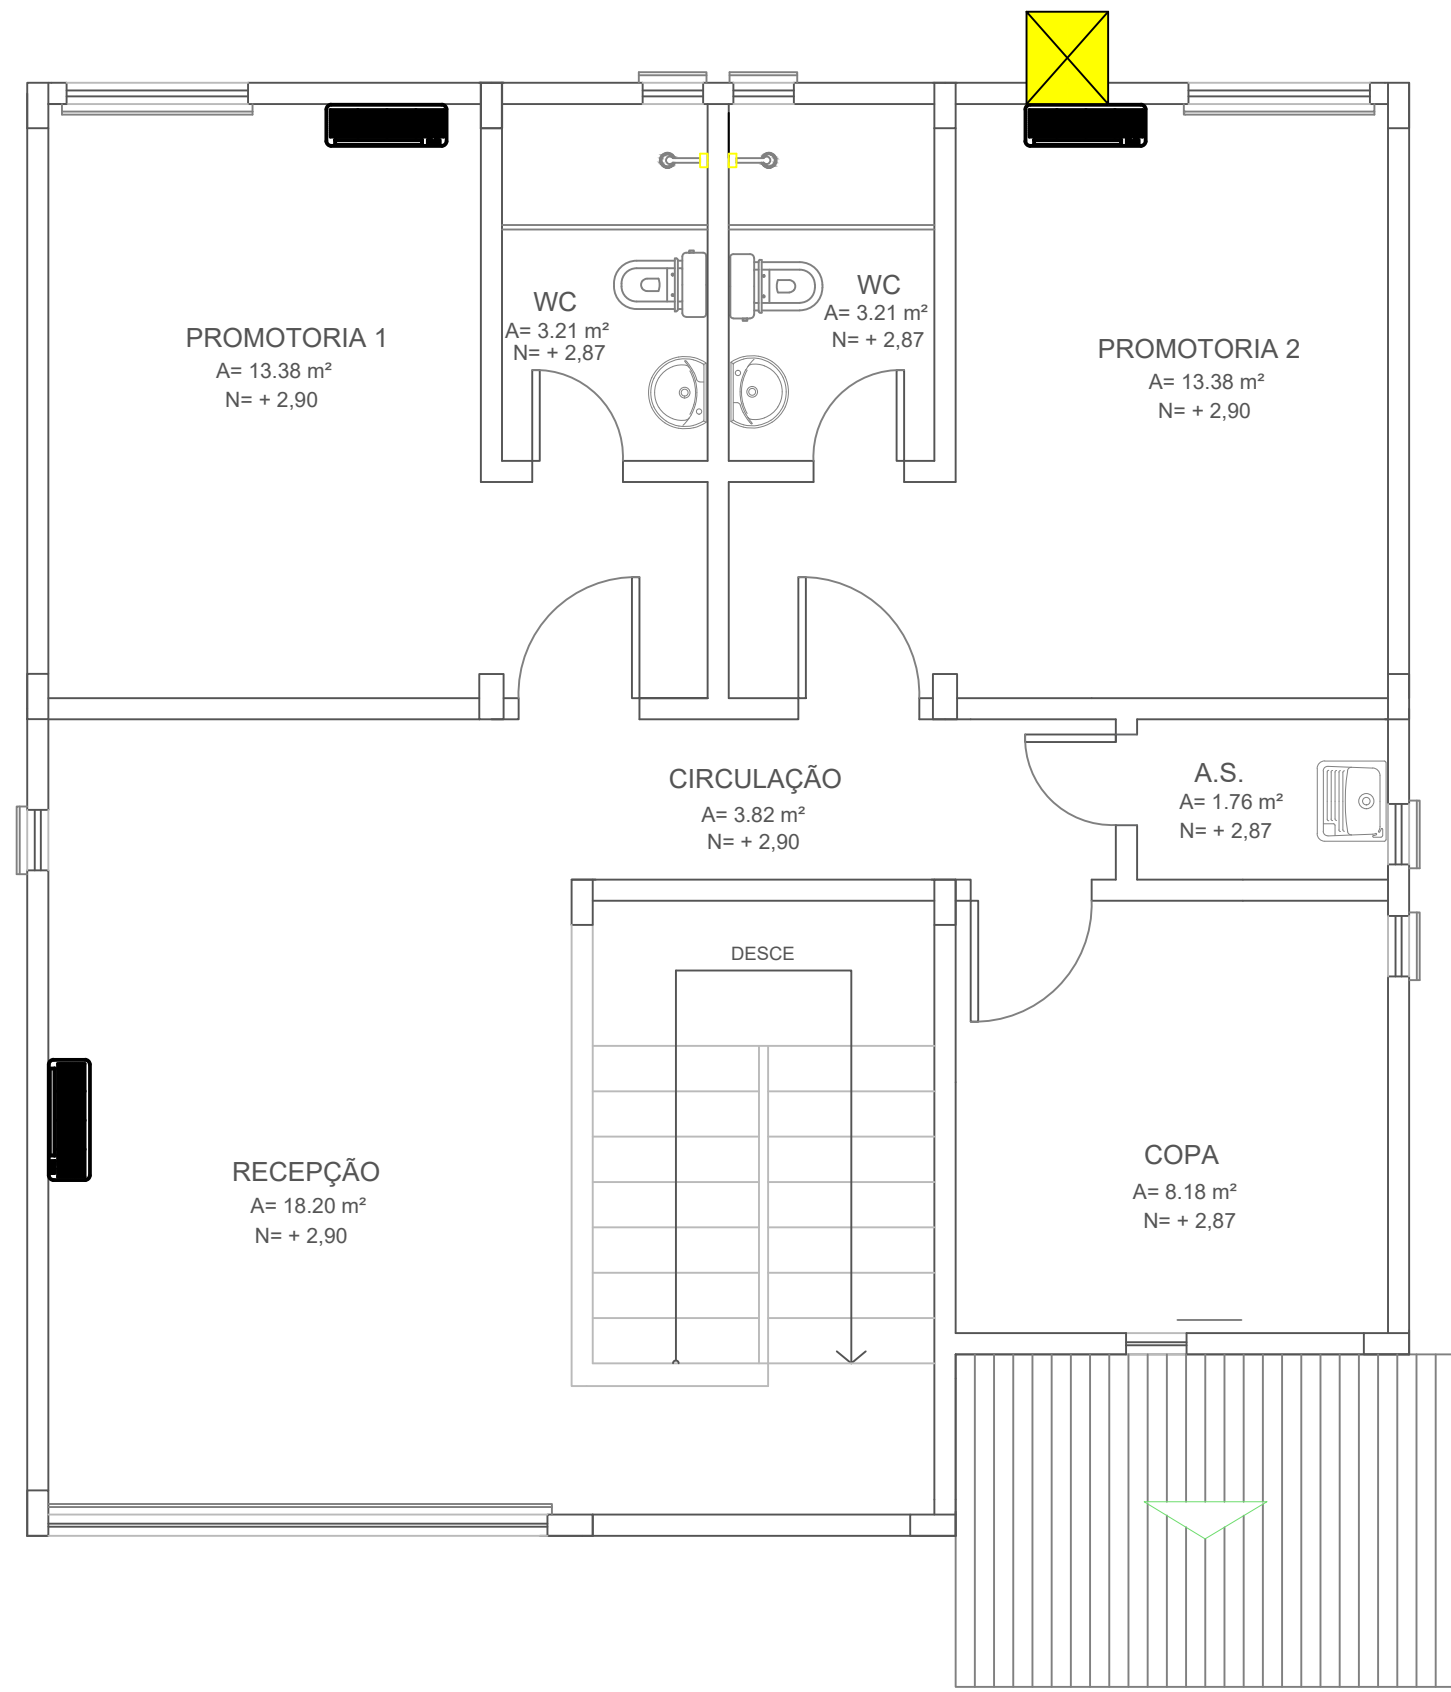 WC
A= 3.21 m²
N= + 2,87
WC
A= 3.21 m²
N= + 2,87
PROMOTORIA 1
A= 13.38 m²
N= + 2,90
PROMOTORIA 2
A= 13.38 m²
N= + 2,90
CIRCULAÇÃO
A= 3.82 m²
N= + 2,90
A.S.
A= 1.76 m²
N= + 2,87
DESCE
RECEPÇÃO
A= 18.20 m²
N= + 2,90
COPA
A= 8.18 m²
N= + 2,87